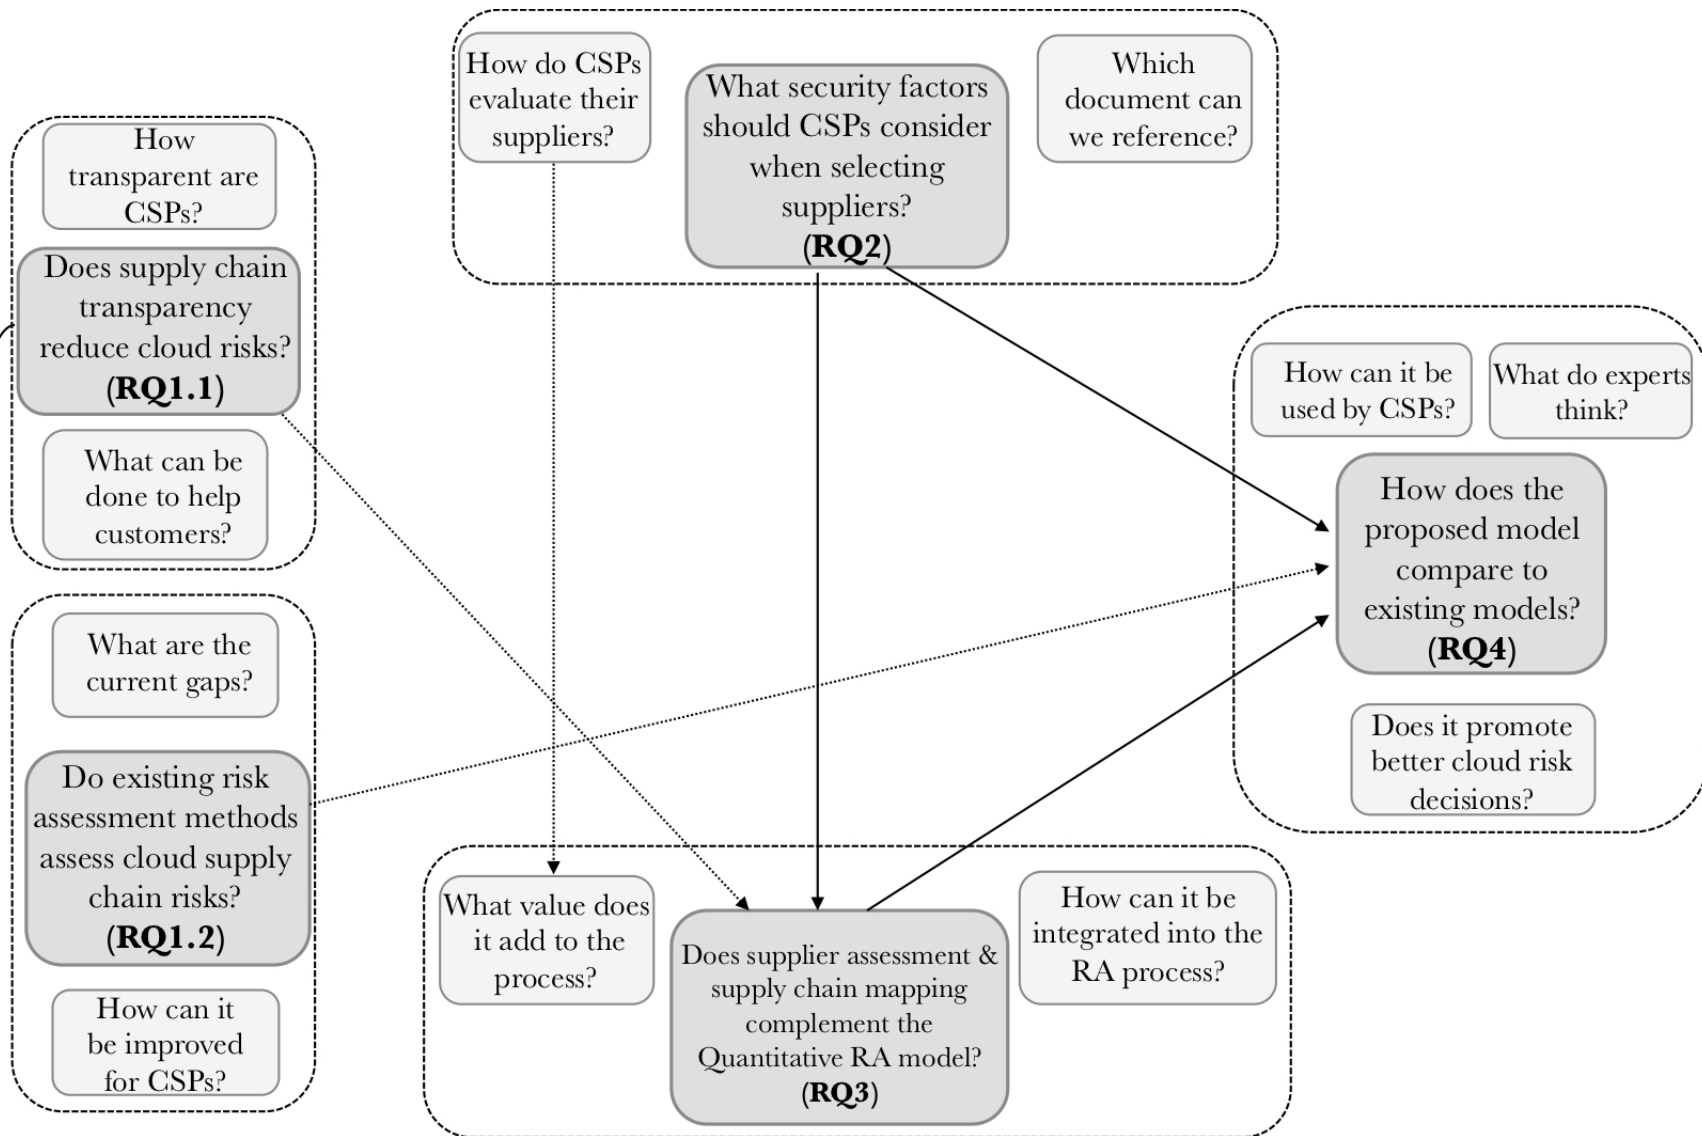 How
transparent are
CSPs?
Does supply chain
transparency
reduce cloud risks?
(RQ1.1)
What can be
done to help
customers?
What are the
current gaps?
Do existing risk
assessment methods
assess cloud supply
chain risks?
(RQ1.2)
How can it
be improved
for CSPs?
How do CSPs
evaluate their
suppliers?
What security factors
should CSPs consider
when selecting
suppliers?
(RQ2)
Which
document can
we reference?
What value does
it add to the
process?
Does supplier assessment &
supply chain mapping
complement the
Quantitative RA model?
(RQ3)
How can it be
integrated into the
RA process?
How can it be
used by CSPs?
What do experts
think?
How does the
proposed model
compare to
existing models?
(RQ4)
Does it promote
better cloud risk
decisions?